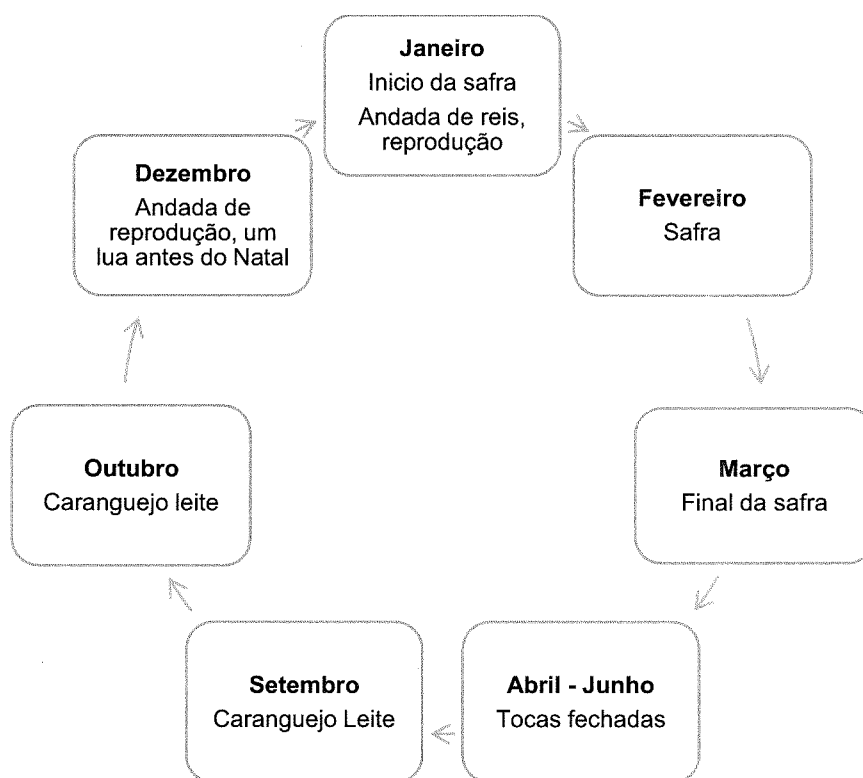 Janeiro
Inicio da safra
Andada de reis,
reprodução
Fevereiro
Safra
Março
Final da safra
Abril - Junho
Tocas fechadas
Setembro
Caranguejo Leite
Outubro
Caranguejo leite
Dezembro
Andada de
reprodução, um
lua antes do Natal